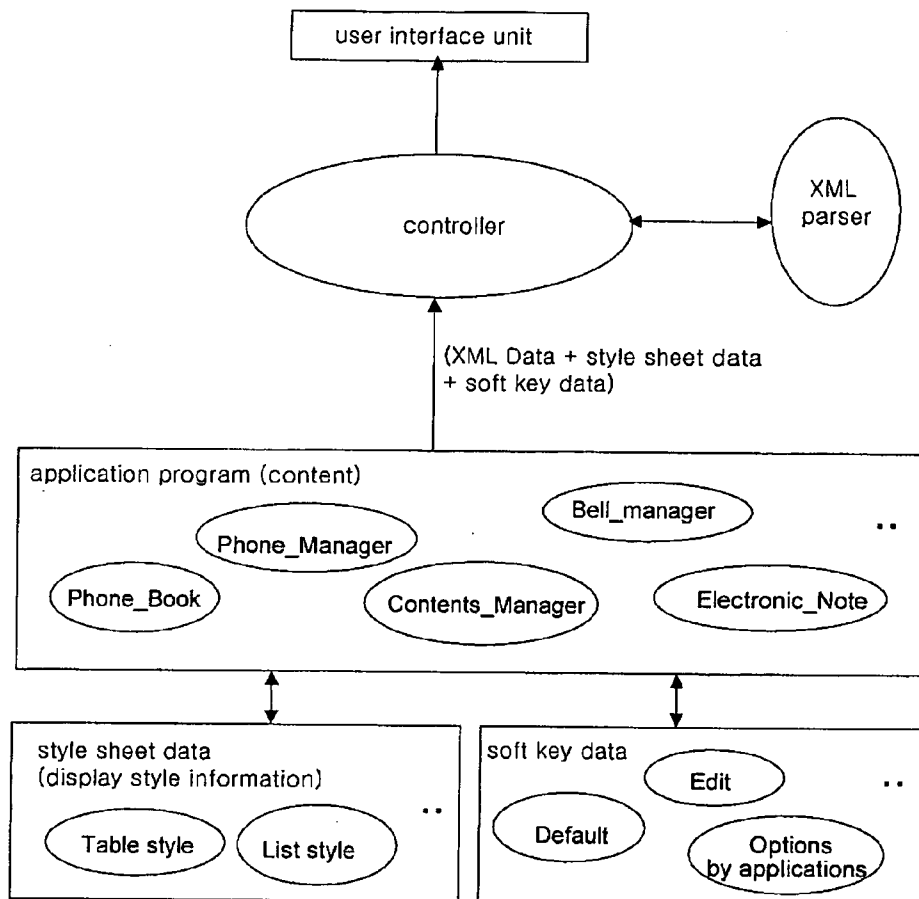 user interface unit
controller
XML
parser
(XML Data + style sheet data
+ soft key data)
application program (content)
Bell_manager
Phone_Manager
..
Phone_Book
Contents_Manager
Electronic_Note
style sheet data
(display style information)
..
Table style
List style
soft key data
Edit
..
Default
Options
by applications